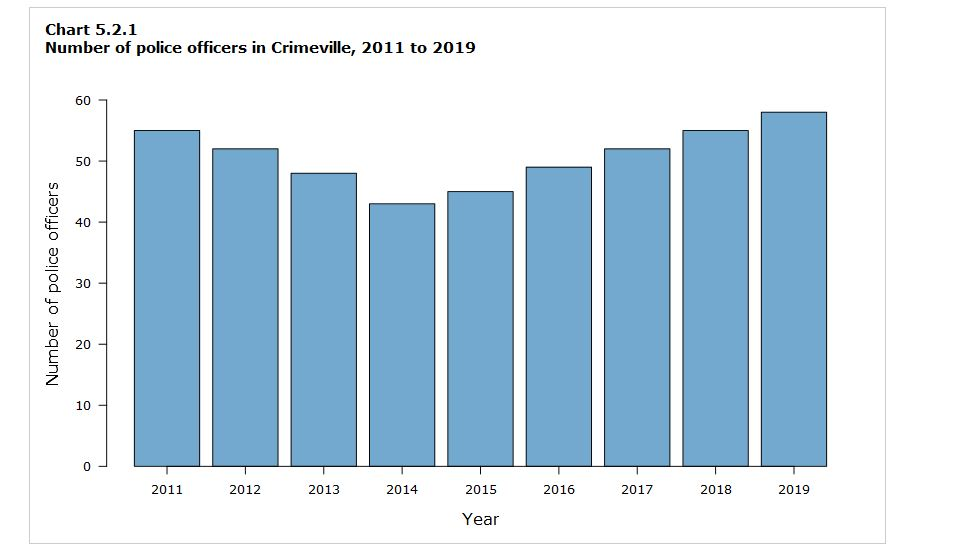 Chart 5.2.1
Number of police officers in Crimeville, 2011 to 2019
60
50
40
30
20
10
0
Number of police officers
2011 2012 2013 2014 2015 2016 2017 2018 2019
Year